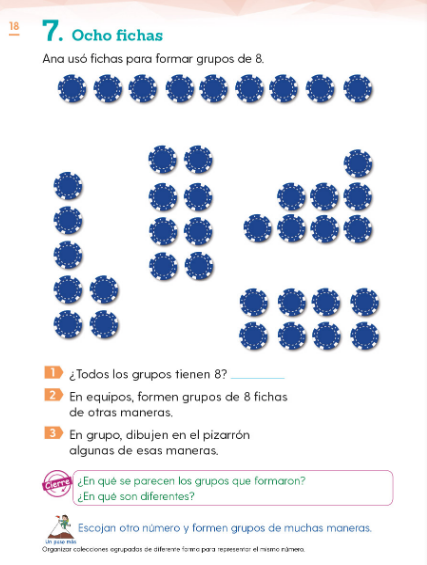 18
7. Ocho fichas
Ana usó fichas para formar grupos de 8.
1 ¿Todos los grupos tienen 8? ________
2 En equipos, formen grupos de 8 fichas
de otras maneras.
3 En grupo, dibujen en el pizarrón
algunas de esas maneras.
Cierre
¿En qué se parecen los grupos que formaron?
¿En qué son diferentes?
Un paso más
Escojan otro número y formen grupos de muchas maneras.
Organizar colecciones agrupadas de diferente forma para representar el mismo número.